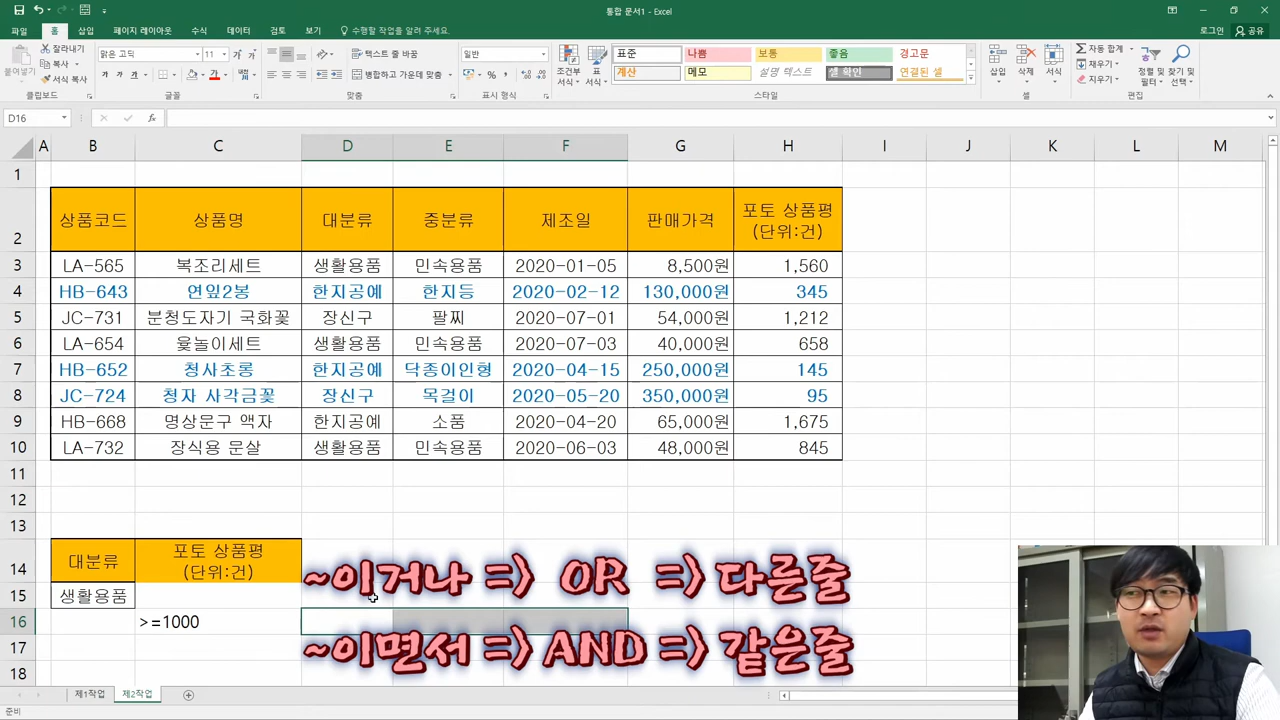 통합 문서1 - Excel
파일 홈 삽입 페이지 레이아웃 수식 데이터 검토 보기 수행할 작업을 알려 주세요. 로그인 공유
붙여넣기 잘라내기 복사 서식 복사 클립보드
맑은 고딕 11 가 가 가 글꼴
텍스트 줄 바꿈 병합하고 가운데 맞춤 맞춤
일반 % 표시 형식
조건부 서식 표 서식
표준 나쁨 보통 좋음 경고문
계산 메모 설명 텍스트 셀 확인 연결된 셀
스타일
삽입 삭제 서식 셀
자동 합계 채우기 지우기 정렬 및 필터 찾기 및 선택 편집
D16 fx
A B C D E F G H I J K L M
1
2 상품코드 상품명 대분류 중분류 제조일 판매가격 포토 상품평
(단위:건)
3 LA-565 복조리세트 생활용품 민속용품 2020-01-05 8,500원 1,560
4 HB-643 연잎2봉 한지공예 한지등 2020-02-12 130,000원 345
5 JC-731 분청도자기 국화꽃 장신구 팔찌 2020-07-01 54,000원 1,212
6 LA-654 윷놀이세트 생활용품 민속용품 2020-07-03 40,000원 658
7 HB-652 청사초롱 한지공예 닥종이인형 2020-04-15 250,000원 145
8 JC-724 청자 사각금꽃 장신구 목걸이 2020-05-20 350,000원 95
9 HB-668 명상문구 액자 한지공예 소품 2020-04-20 65,000원 1,675
10 LA-732 장식용 문살 생활용품 민속용품 2020-06-03 48,000원 845
11
12
13
14 대분류 포토 상품평
(단위:건)
~이거나 => OR => 다른줄
15 생활용품
16 >=1000
~이면서 => AND => 같은줄
17
18
제1작업 제2작업
준비